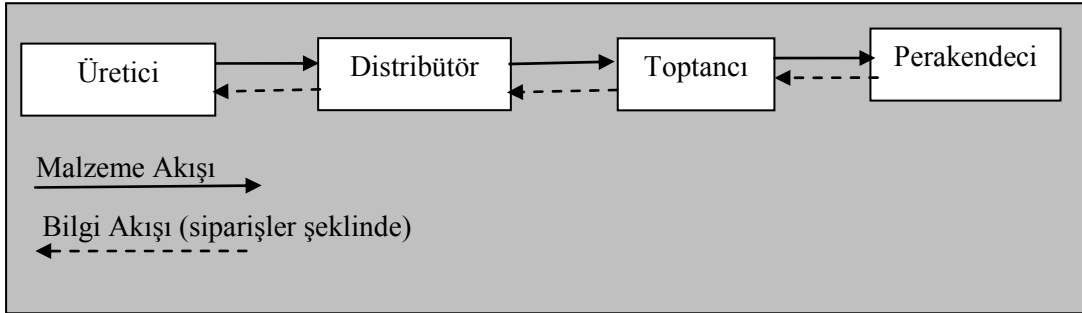 Üretici
Distribütör
Toptancı
Perakendeci
Malzeme Akışı
Bilgi Akışı (siparişler şeklinde)